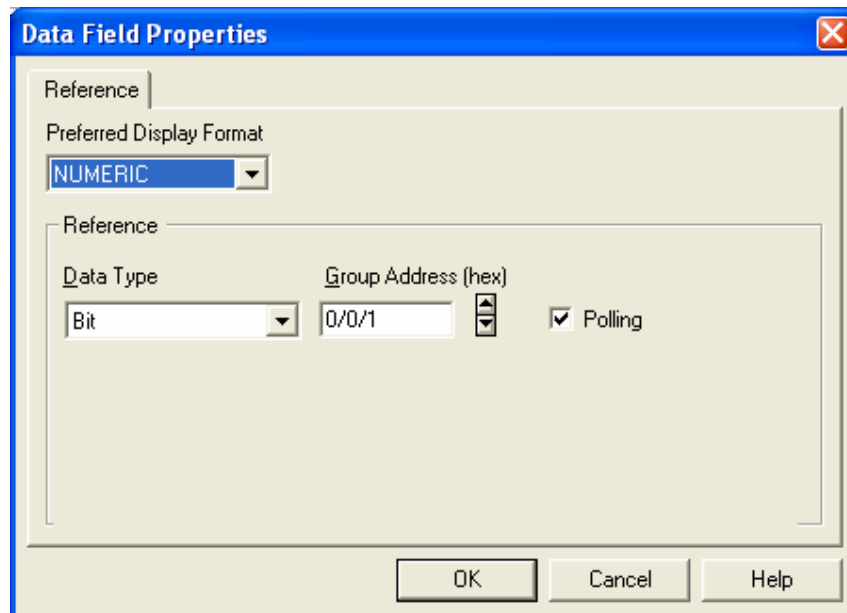 Data Field Properties
Reference
Preferred Display Format
NUMERIC
Reference
Data Type Group Address (hex)
Bit 0/0/1 Polling
OK Cancel Help